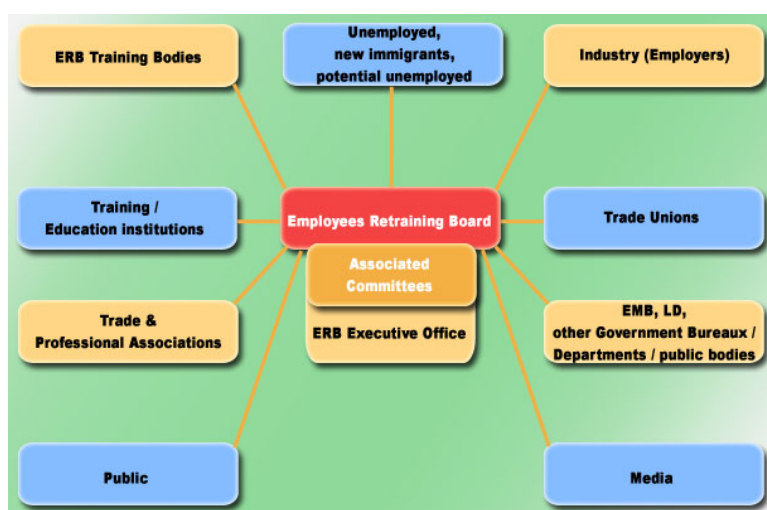 ERB Training Bodies
Unemployed,
new immigrants,
potential unemployed
Industry (Employers)
Training /
Education institutions
Employees Retraining Board
Trade Unions
Associated
Committees
ERB Executive Office
Trade &
Professional Associations
EMB, LD,
other Government Bureaux /
Departments / public bodies
Public
Media